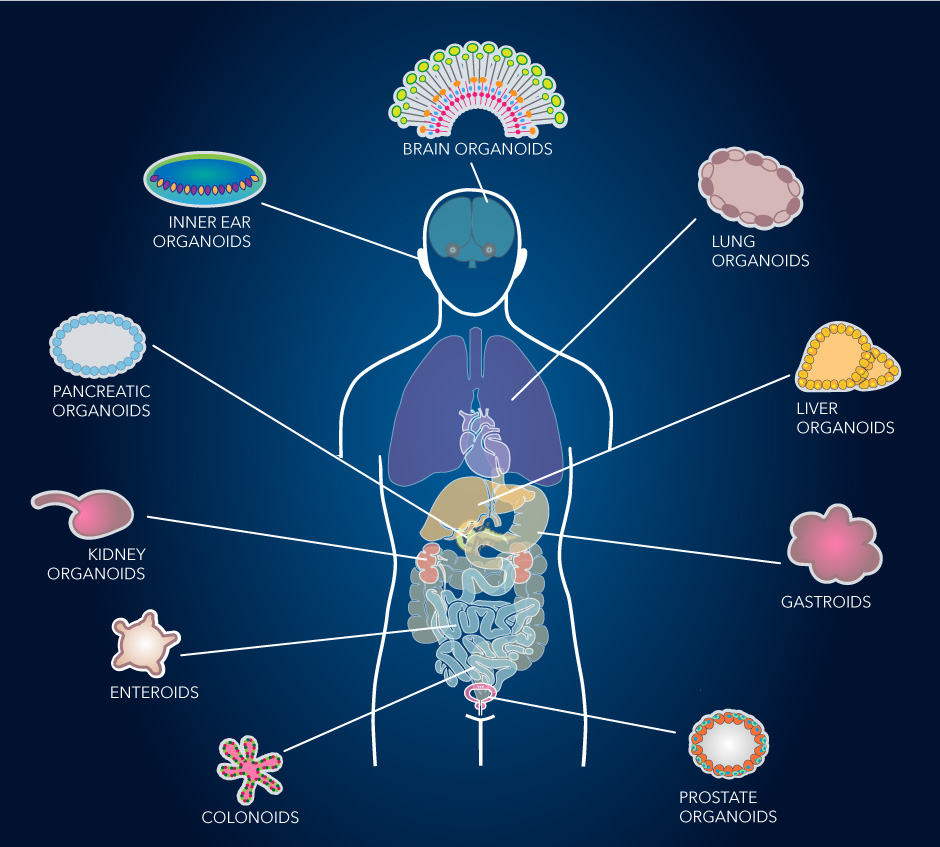 BRAIN ORGANOIDS
INNER EAR
ORGANOIDS
LUNG
ORGANOIDS
PANCREATIC
ORGANOIDS
LIVER
ORGANOIDS
KIDNEY
ORGANOIDS
GASTROIDS
ENTEROIDS
COLONOIDS
PROSTATE
ORGANOIDS